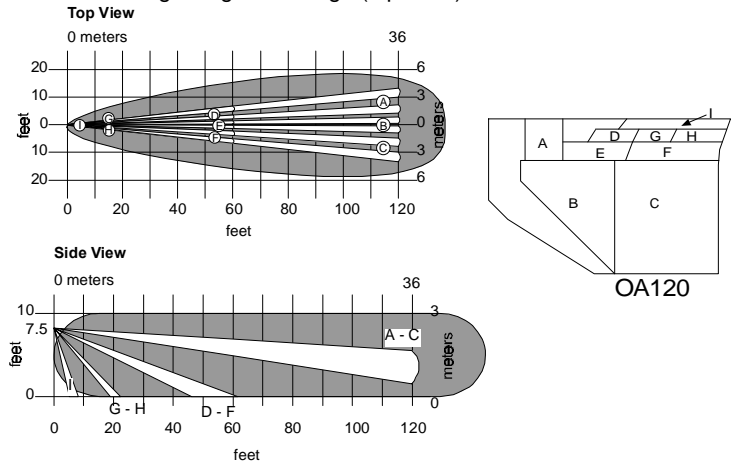 Top View
0 meters 36
20 6
10 3
0 0
10 3
20 6
feet
meters
I G H D E F A B C
0 20 40 60 80 100 120
feet
Side View
0 meters 36
10 3
7.5
0 0
feet
meters
A - C
I
G - H D - F
0 20 40 60 80 100 120
feet
I
A D G H
E F
B C
OA120